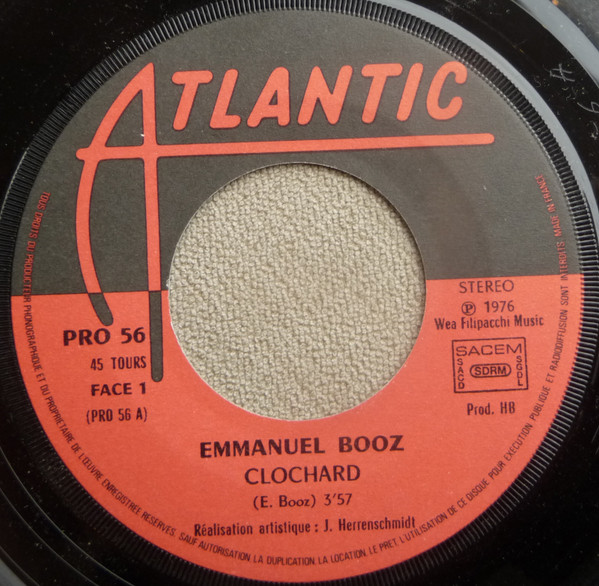 ATLANTIC
PRO 56
45 TOURS
FACE 1
(PRO 56 A)
STEREO
Ⓟ 1976
Wea Filipacchi Music
SACEM
SACD
SDRM
SGDL
Prod. HB
EMMANUEL BOOZ
CLOCHARD
(E. Booz) 3'57
Réalisation artistique : J. Herrenschmidt
TOUS DROITS DU PRODUCTEUR PHONOGRAPHIQUE ET DU PROPRIETAIRE DE L'ŒUVRE ENREGISTREE RESERVES. SAUF AUTORISATION LA DUPLICATION, LA LOCATION, LE PRET, L'UTILISATION DE CE DISQUE POUR EXECUTION PUBLIQUE ET RADIODIFFUSION SONT INTERDITS. MADE IN FRANCE